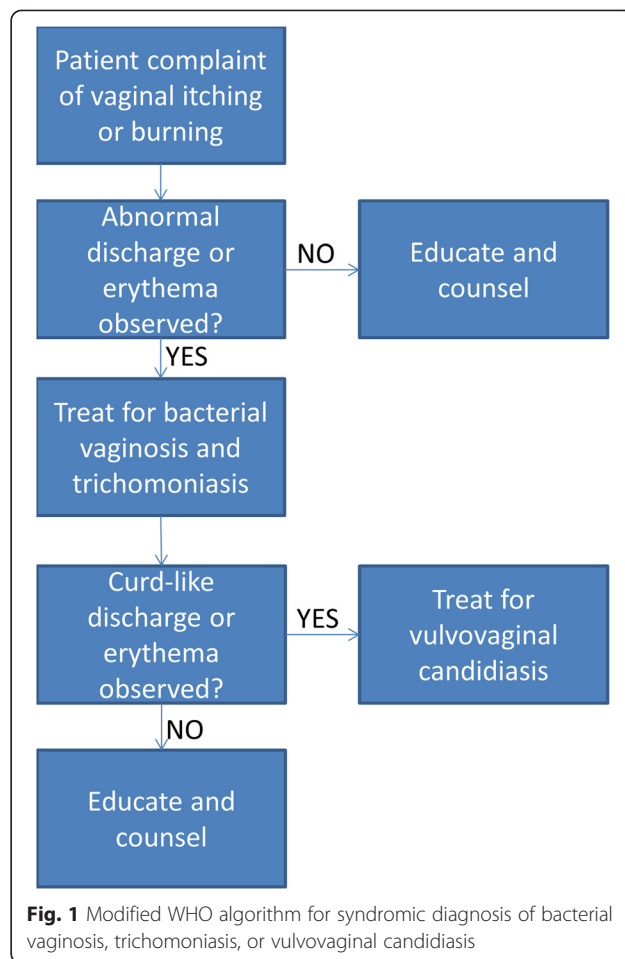 Patient complaint
of vaginal itching
or burning
Abnormal
discharge or
erythema
observed?
NO
Educate and
counsel
YES
Treat for bacterial
vaginosis and
trichomoniasis
Curd-like
discharge or
erythema
observed?
YES
Treat for
vulvovaginal
candidiasis
NO
Educate and
counsel
Fig. 1 Modified WHO algorithm for syndromic diagnosis of bacterial
vaginosis, trichomoniasis, or vulvovaginal candidiasis